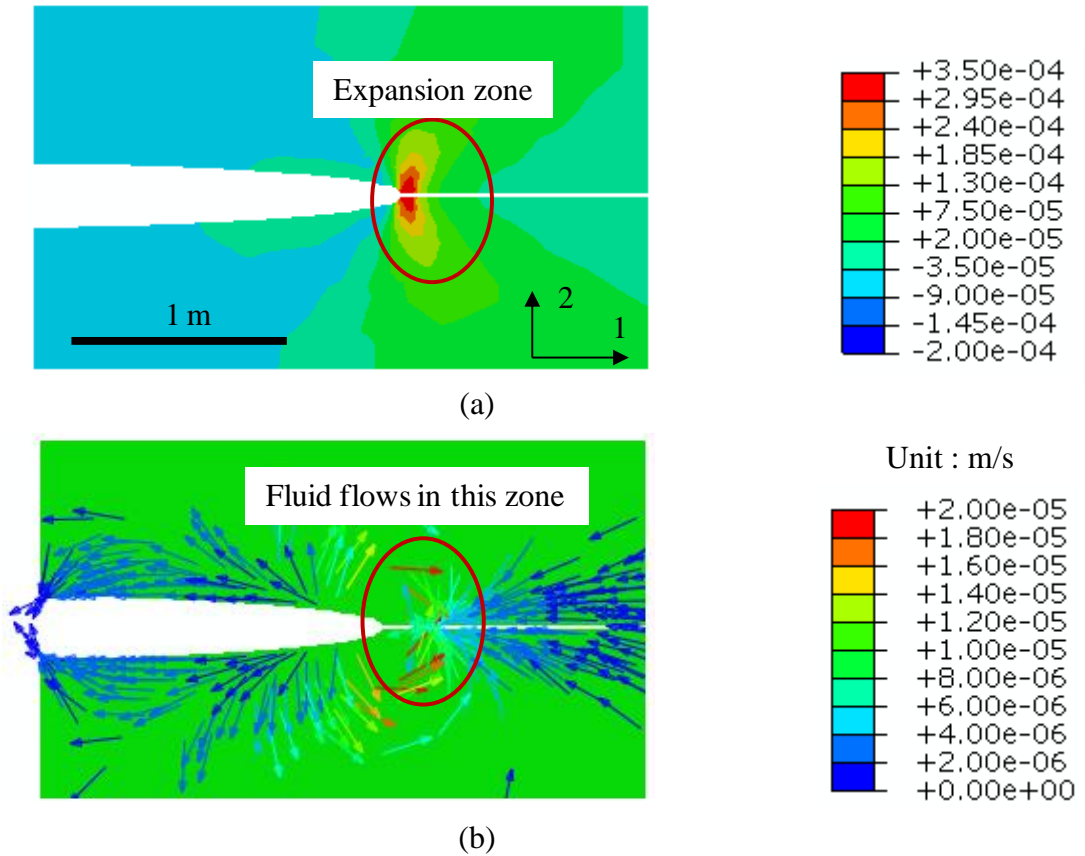 Expansion zone
1 m
2
1
+3.50e-04
+2.95e-04
+2.40e-04
+1.85e-04
+1.30e-04
+7.50e-05
+2.00e-05
-3.50e-05
-9.00e-05
-1.45e-04
-2.00e-04
(a)
Fluid flows in this zone
Unit : m/s
+2.00e-05
+1.80e-05
+1.60e-05
+1.40e-05
+1.20e-05
+1.00e-05
+8.00e-06
+6.00e-06
+4.00e-06
+2.00e-06
+0.00e+00
(b)